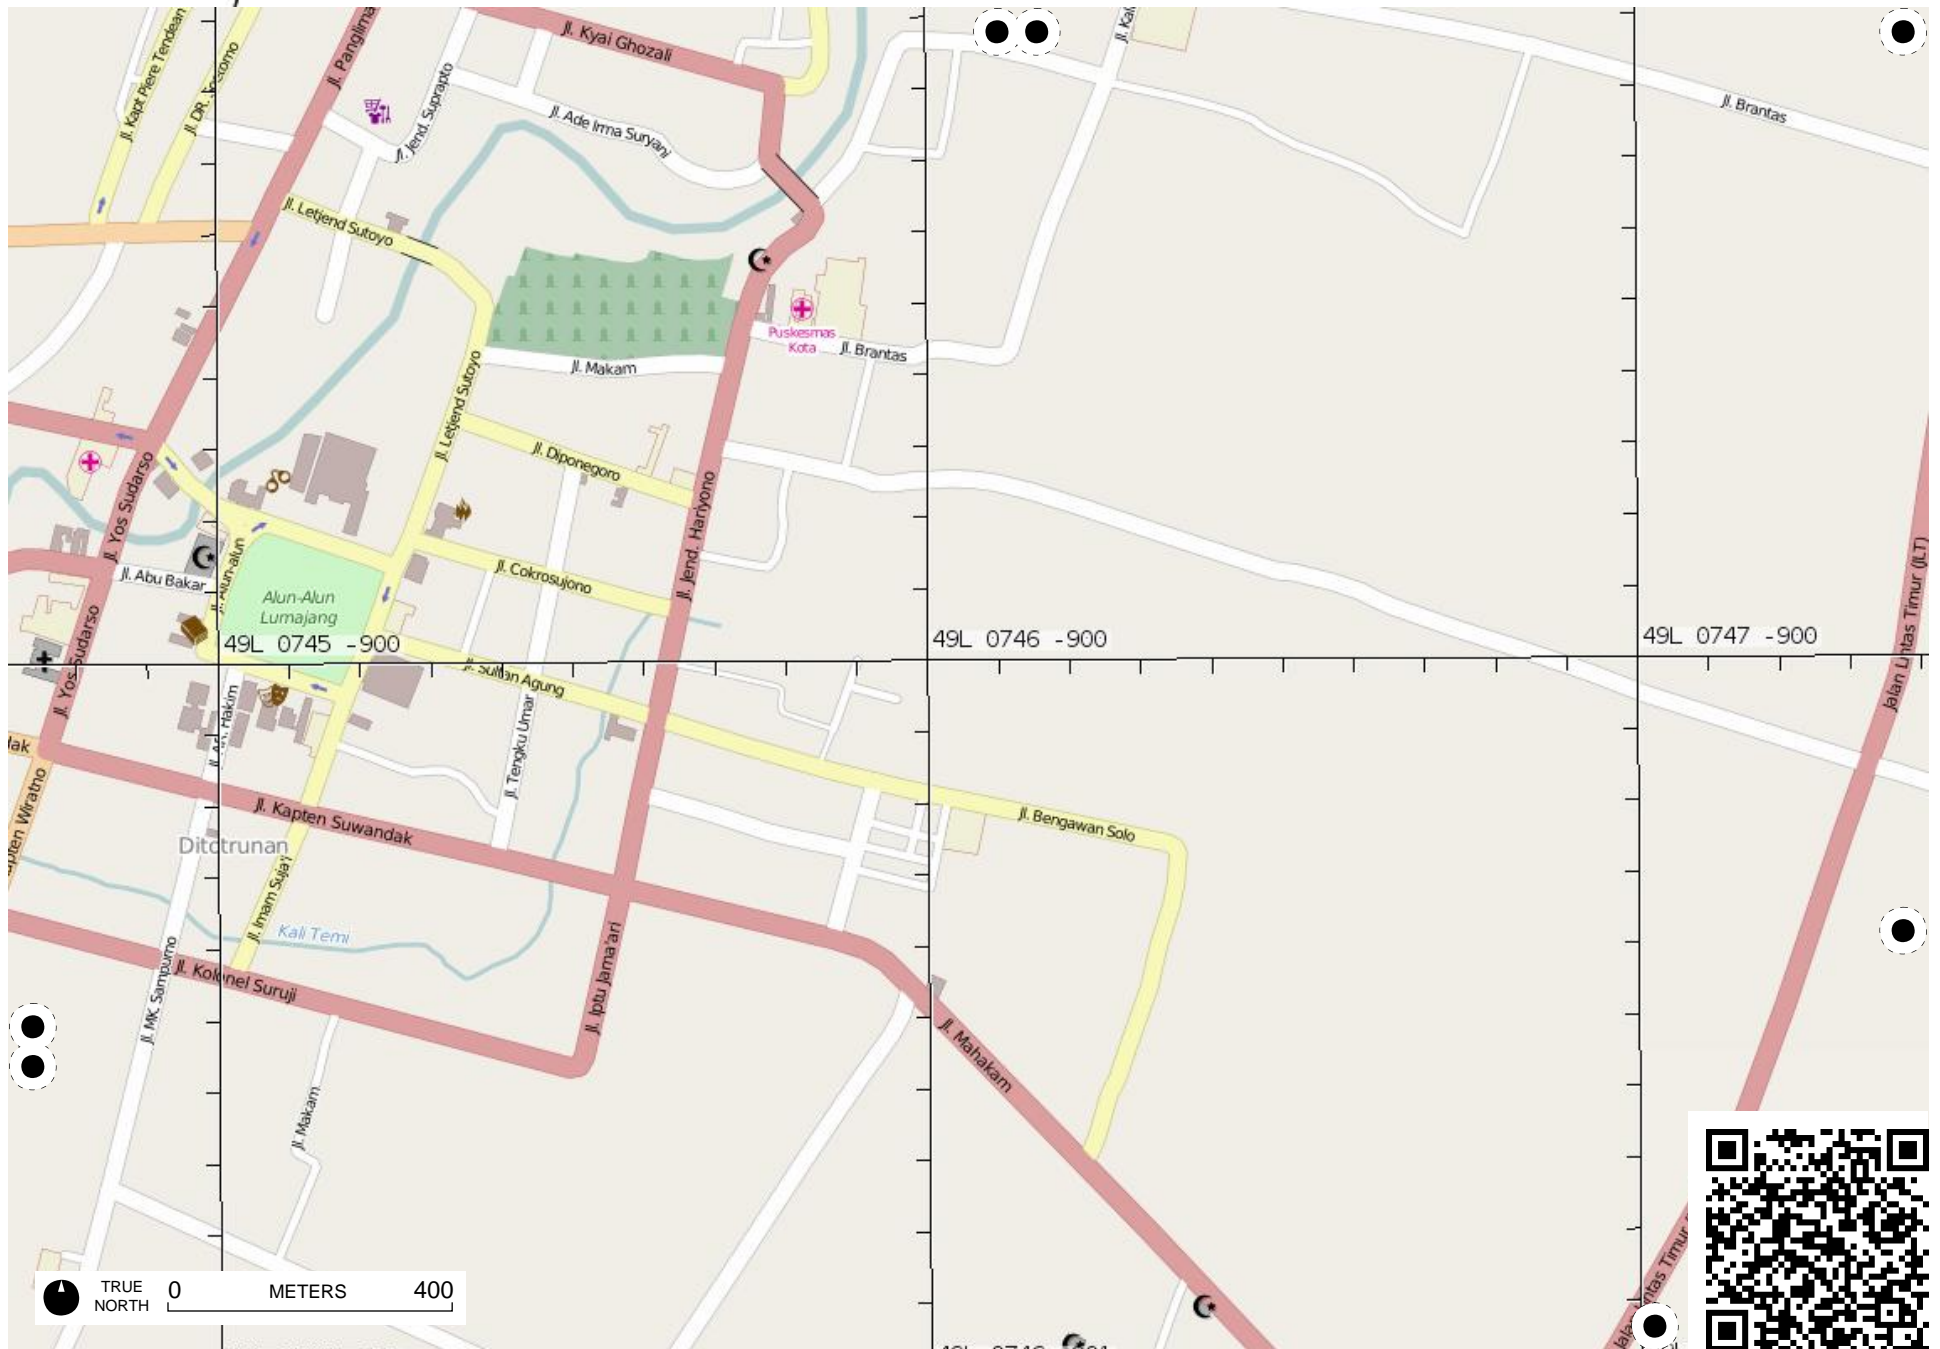 Jl. Kyai Ghozali
Jl. Kapt Piere Tendean
Jl. Panglima
Jl. Jend. Suprapto
Jl. Ade Irma Suryani
Jl. Brantas
Jl. Letjend Sutoyo
Puskesmas
Kota
Jl. Brantas
Jl. Makam
Jl. Letjend Sutoyo
Jl. Diponegoro
Jl. Yos Sudarso
Jl. Jend. Hariyono
Jl. Abu Bakar
Jl. Alun-alun
Jl. Cokrosujono
Alun-Alun
Lumajang
Jalan Lintas Timur (JLT)
49L 0745 -900
49L 0746 -900
49L 0747 -900
Jl. Yos Sudarso
Jl. Sultan Agung
Jl. Tengku Umar
Jl. Kapten Suwandak
Jl. Bengawan Solo
Ditotrunan
Jl. Imam Suja'i
Kali Temi
Jl. MK. Sampurno
Jl. Kolonel Suruji
Jl. Iptu Jama'ari
Jl. Mahakam
Jl. Makam
TRUE
NORTH
0 METERS 400